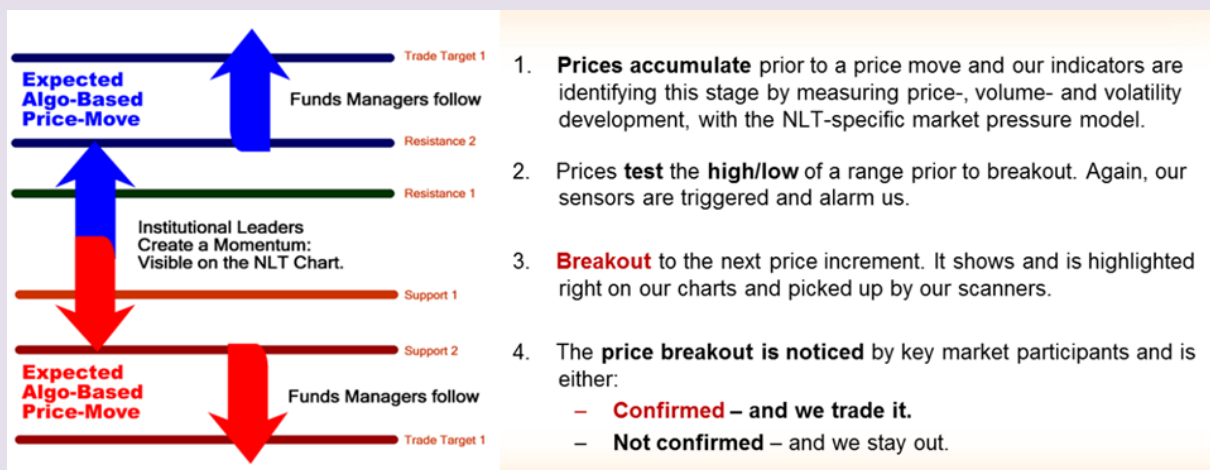 Trade Target 1
Expected
Algo-Based
Price-Move
Funds Managers follow
Resistance 2
Resistance 1
Institutional Leaders
Create a Momentum:
Visible on the NLT Chart.
Support 1
Support 2
Expected
Algo-Based
Price-Move
Funds Managers follow
Trade Target 1
1. Prices accumulate prior to a price move and our indicators are
identifying this stage by measuring price-, volume- and volatility
development, with the NLT-specific market pressure model.
2. Prices test the high/low of a range prior to breakout. Again, our
sensors are triggered and alarm us.
3. Breakout to the next price increment. It shows and is highlighted
right on our charts and picked up by our scanners.
4. The price breakout is noticed by key market participants and is
either:
– Confirmed – and we trade it.
– Not confirmed – and we stay out.